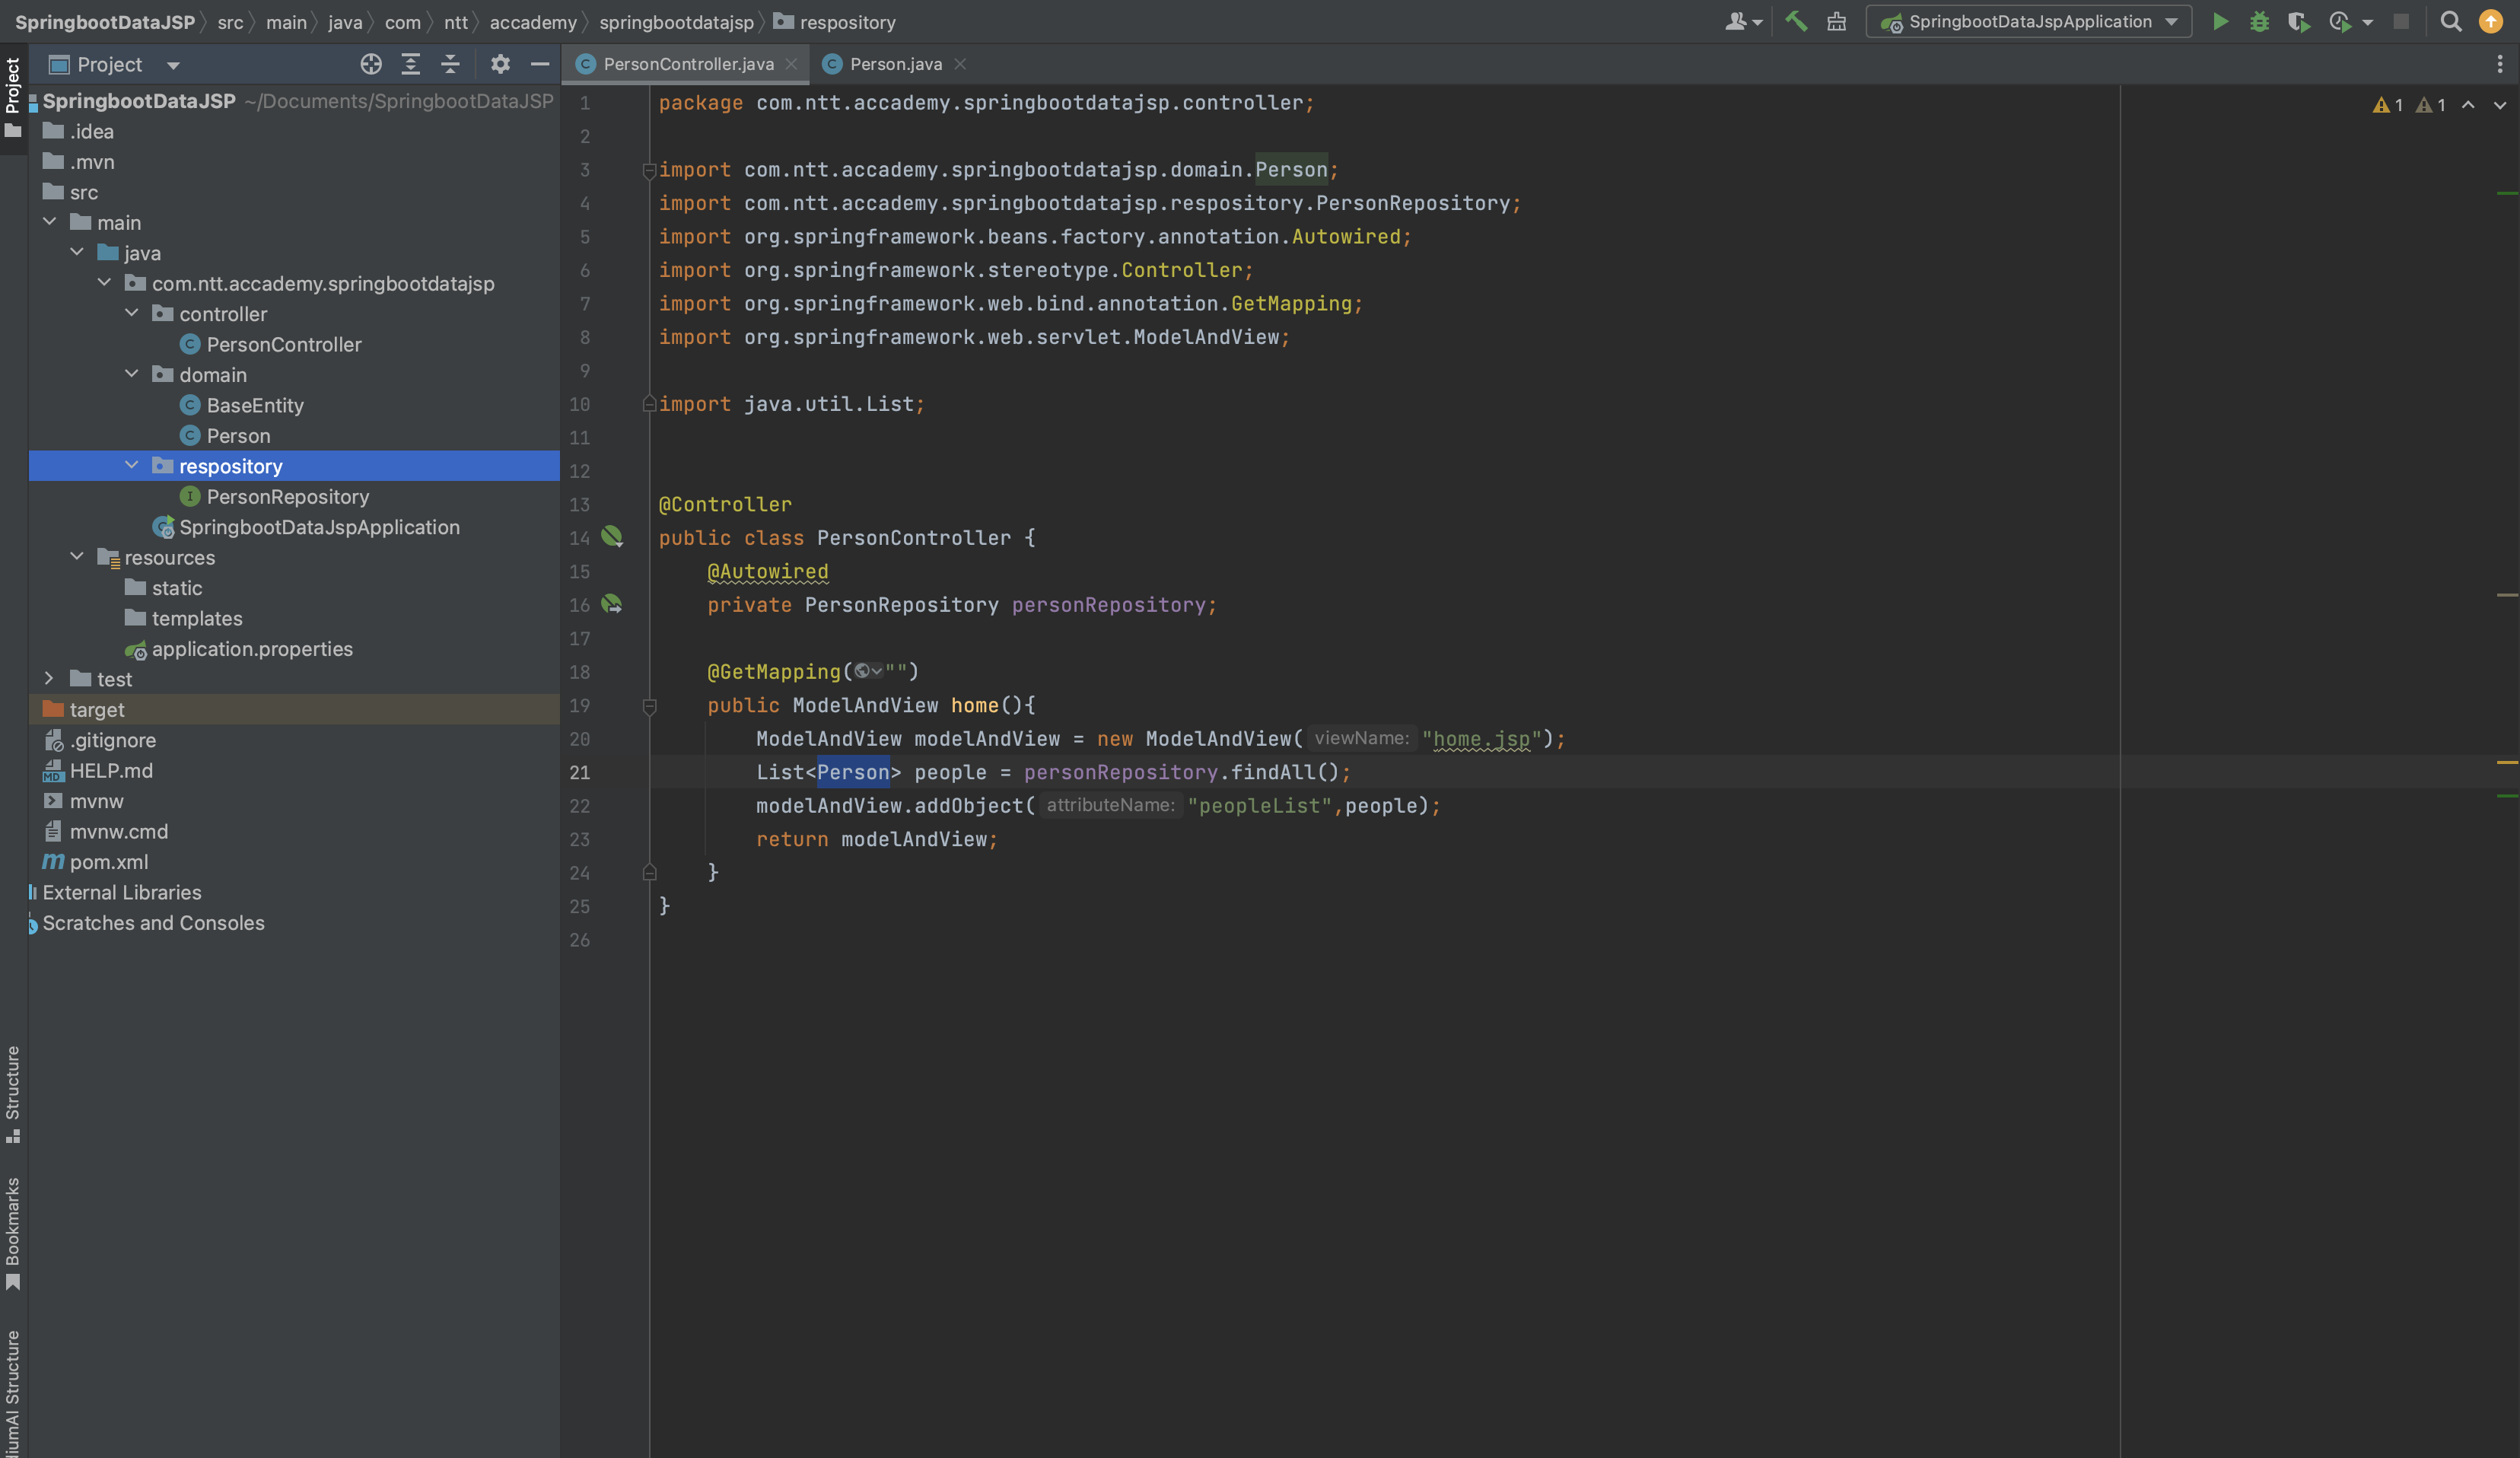 SpringbootDataJSP src main java com ntt accademy springbootdatajsp respository
SpringbootDataJspApplication
Project
Project
PersonController.java
Person.java
SpringbootDataJSP ~/Documents/SpringbootDataJSP
.idea
.mvn
src
main
java
com.ntt.accademy.springbootdatajsp
controller
PersonController
domain
BaseEntity
Person
respository
PersonRepository
SpringbootDataJspApplication
resources
static
templates
application.properties
test
target
.gitignore
HELP.md
mvnw
mvnw.cmd
pom.xml
External Libraries
Scratches and Consoles
Structure
Bookmarks
diumAI Structure
1 1
1 package com.ntt.accademy.springbootdatajsp.controller;
2
3 import com.ntt.accademy.springbootdatajsp.domain.Person;
4 import com.ntt.accademy.springbootdatajsp.respository.PersonRepository;
5 import org.springframework.beans.factory.annotation.Autowired;
6 import org.springframework.stereotype.Controller;
7 import org.springframework.web.bind.annotation.GetMapping;
8 import org.springframework.web.servlet.ModelAndView;
9
10 import java.util.List;
11
12
13 @Controller
14 public class PersonController {
15 @Autowired
16 private PersonRepository personRepository;
17
18 @GetMapping("")
19 public ModelAndView home(){
20 ModelAndView modelAndView = new ModelAndView( viewName: "home.jsp");
21 List<Person> people = personRepository.findAll();
22 modelAndView.addObject( attributeName: "peopleList",people);
23 return modelAndView;
24 }
25 }
26